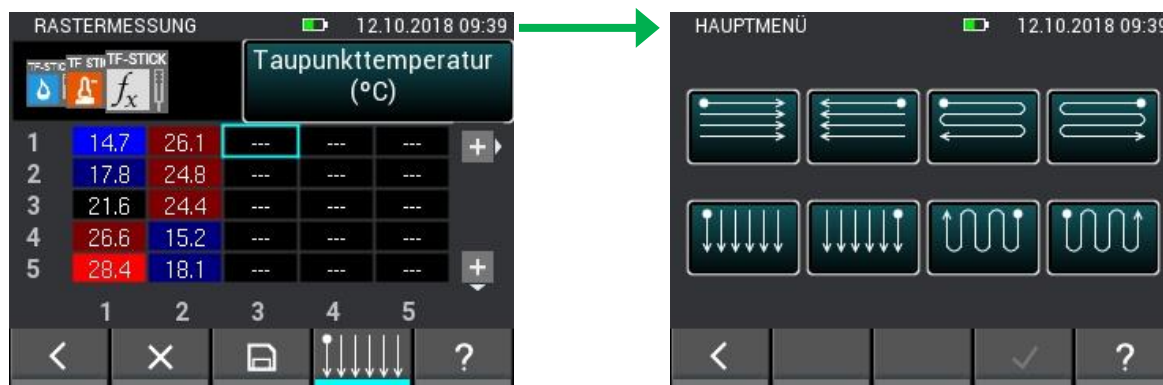 RASTERMESSUNG 12.10.2018 09:39
TF-STICK
Taupunkttemperatur
(°C)
fx
1 14.7 26.1 --- --- --- +
2 17.8 24.8 --- --- ---
3 21.6 24.4 --- --- ---
4 26.6 15.2 --- --- ---
5 28.4 18.1 --- --- --- +
1 2 3 4 5
?
HAUPTMENÜ 12.10.2018 09:39
?